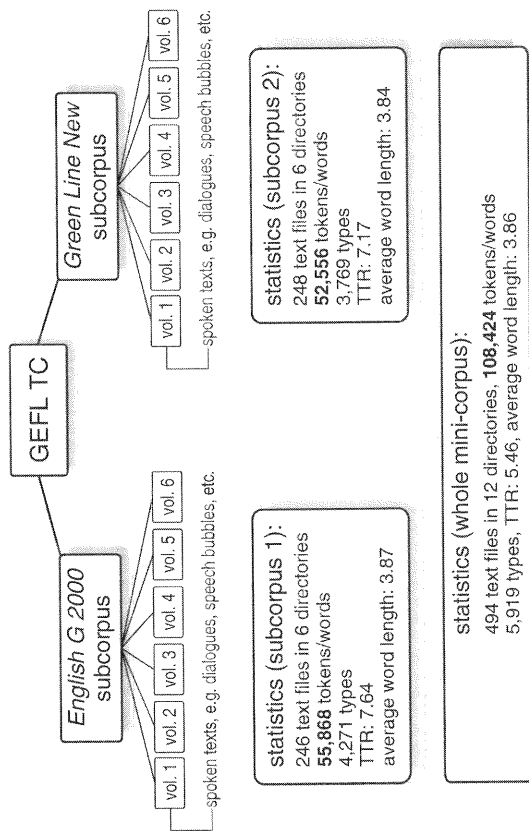 GEFL TC
English G 2000
subcorpus
vol. 1
vol. 2
vol. 3
vol. 4
vol. 5
vol. 6
spoken texts, e.g. dialogues, speech bubbles, etc.
Green Line New
subcorpus
vol. 1
vol. 2
vol. 3
vol. 4
vol. 5
vol. 6
spoken texts, e.g. dialogues, speech bubbles, etc.
statistics (subcorpus 1):
246 text files in 6 directories
55,868 tokens/words
4,271 types
TTR: 7.64
average word length: 3.87
statistics (subcorpus 2):
248 text files in 6 directories
52,556 tokens/words
3,769 types
TTR: 7.17
average word length: 3.84
statistics (whole mini-corpus):
494 text files in 12 directories, 108,424 tokens/words
5,919 types, TTR: 5.46, average word length: 3.86